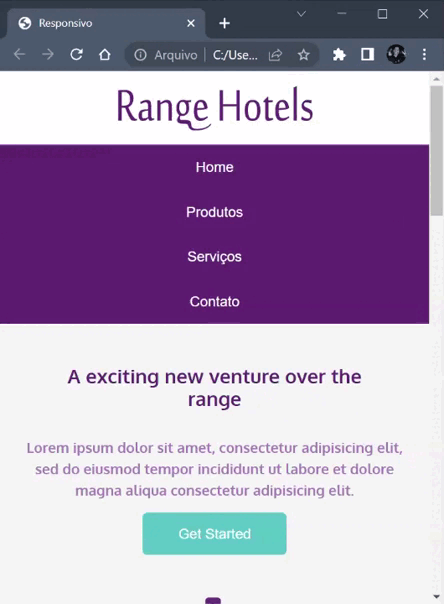 Responsivo
Arquivo
C:/Use...
Range Hotels
Home
Produtos
Serviços
Contato
A exciting new venture over the
range
Lorem ipsum dolor sit amet, consectetur adipisicing elit,
sed do eiusmod tempor incididunt ut labore et dolore
magna aliqua consectetur adipisicing elit.
Get Started